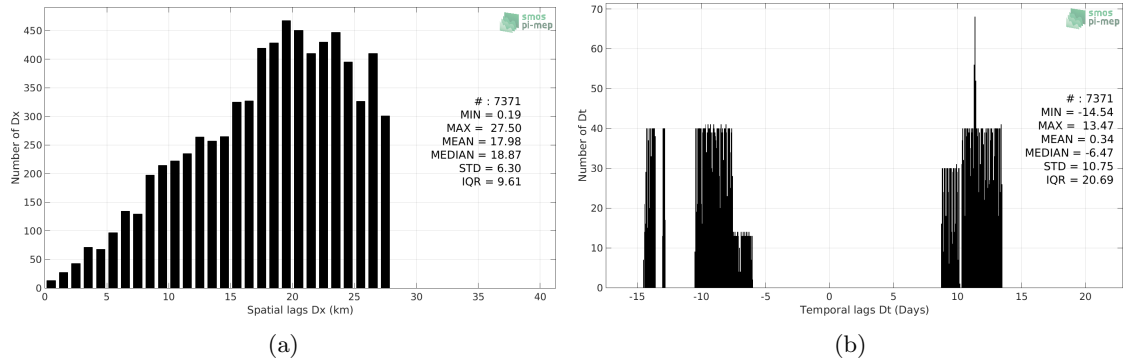 450
400
350
300
250
200
150
100
50
0
Number of Dx
0 5 10 15 20 25 30 35 40
Spatial lags Dx (km)
smos
pi-mep
# : 7371
MIN = 0.19
MAX = 27.50
MEAN = 17.98
MEDIAN = 18.87
STD = 6.30
IQR = 9.61
(a)
70
60
50
40
30
20
10
0
Number of Dt
-15 -10 -5 0 5 10 15 20
Temporal lags Dt (Days)
smos
pi-mep
# : 7371
MIN = -14.54
MAX = 13.47
MEAN = 0.34
MEDIAN = -6.47
STD = 10.75
IQR = 20.69
(b)